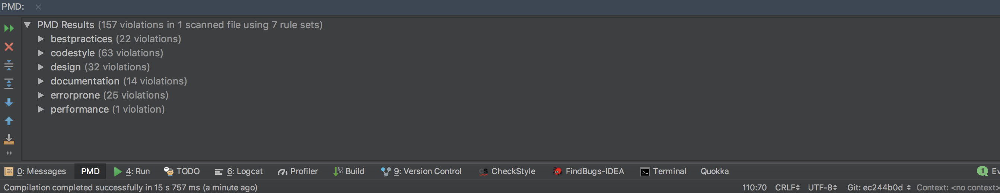 PMD:
PMD Results (157 violations in 1 scanned file using 7 rule sets)
bestpractices (22 violations)
codestyle (63 violations)
design (32 violations)
documentation (14 violations)
errorprone (25 violations)
performance (1 violation)
0: Messages PMD 4: Run TODO 6: Logcat Profiler Build 9: Version Control CheckStyle FindBugs-IDEA Terminal Quokka 1 Ev
Compilation completed successfully in 15 s 757 ms (a minute ago) 110:70 CRLF UTF-8 Git: ec244b0d Context: <no context>